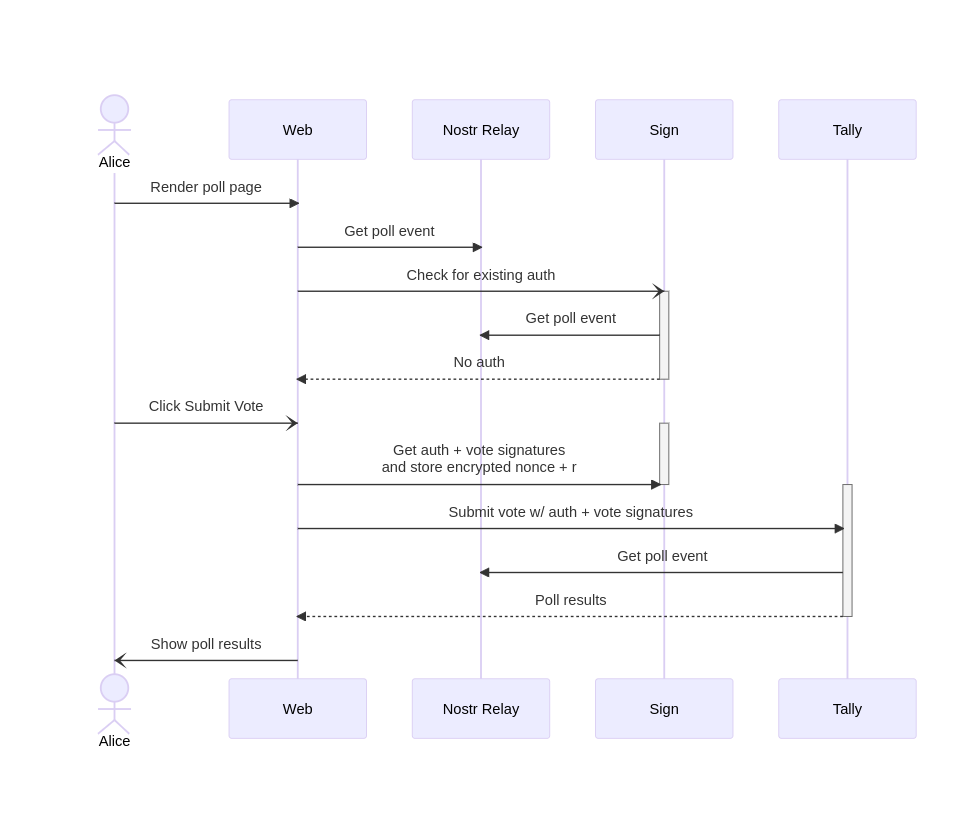 Alice
Web
Nostr Relay
Sign
Tally
Render poll page
Get poll event
Check for existing auth
Get poll event
No auth
Click Submit Vote
Get auth + vote signatures
and store encrypted nonce + r
Submit vote w/ auth + vote signatures
Get poll event
Poll results
Show poll results
Alice
Web
Nostr Relay
Sign
Tally